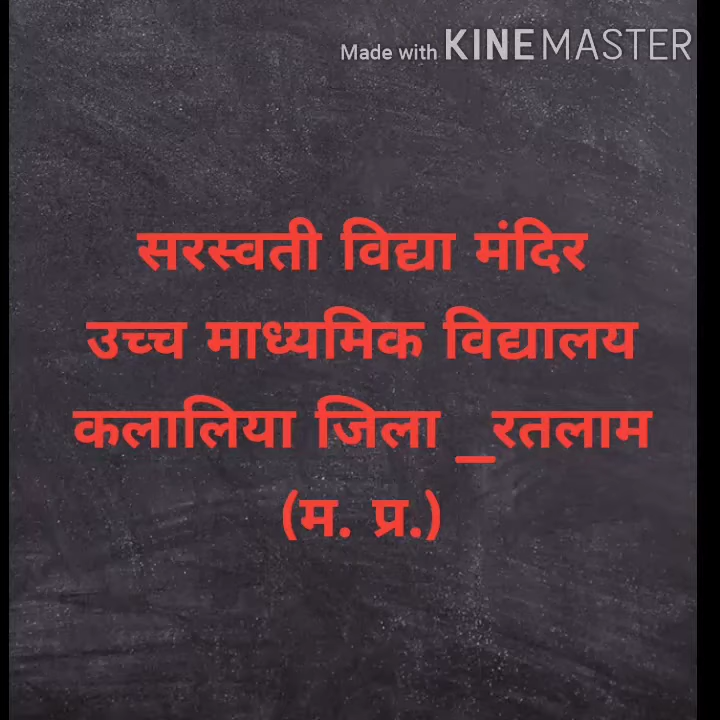 Made with KINEMASTER
सरस्वती विद्या मंदिर
उच्च माध्यमिक विद्यालय
कलालिया जिला _रतलाम
(म. प्र.)